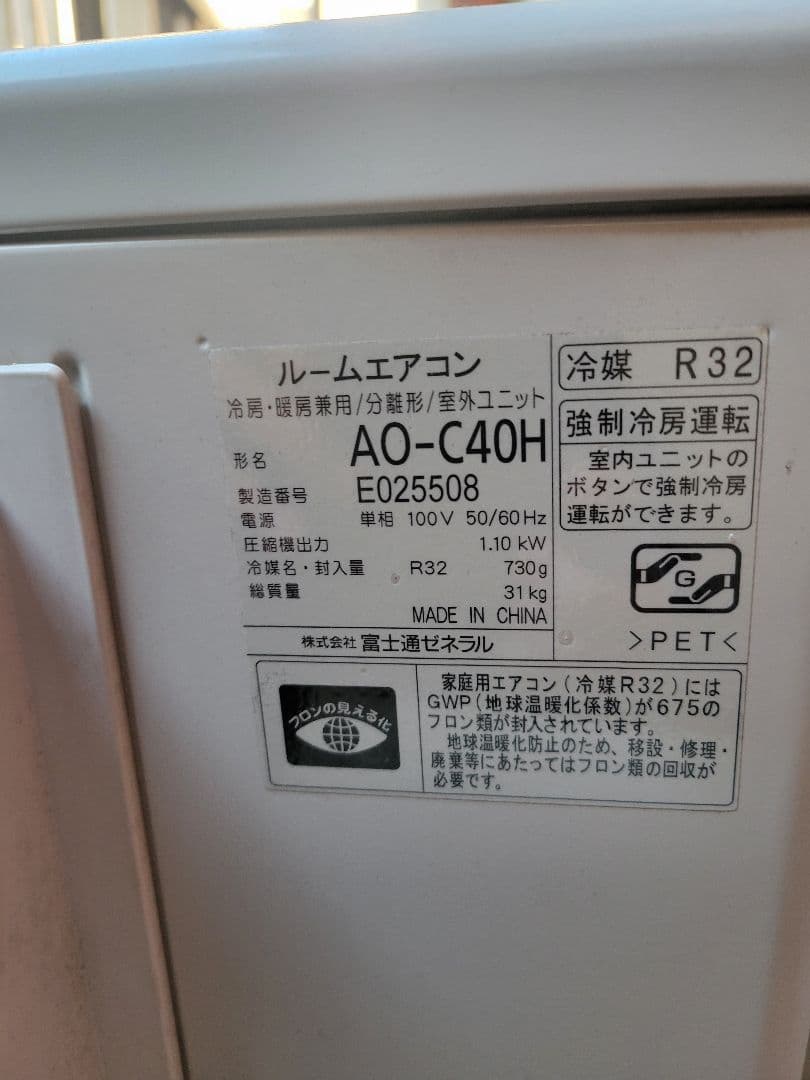 ルームエアコン
冷房・暖房兼用/分離形/室外ユニット
形名 AO-C40H
製造番号 E025508
電源 単相 100V 50/60Hz
圧縮機出力 1.10 kW
冷媒名・封入量 R32 730g
総質量 31kg
MADE IN CHINA
株式会社 富士通ゼネラル
冷媒 R32
強制冷房運転
室内ユニットの
ボタンで強制冷房
運転ができます。
G
>PET<
フロンの見える化
家庭用エアコン(冷媒R32)には
GWP(地球温暖化係数)が675の
フロン類が封入されています。
地球温暖化防止のため、移設・修理・
廃棄等にあたってはフロン類の回収が
必要です。